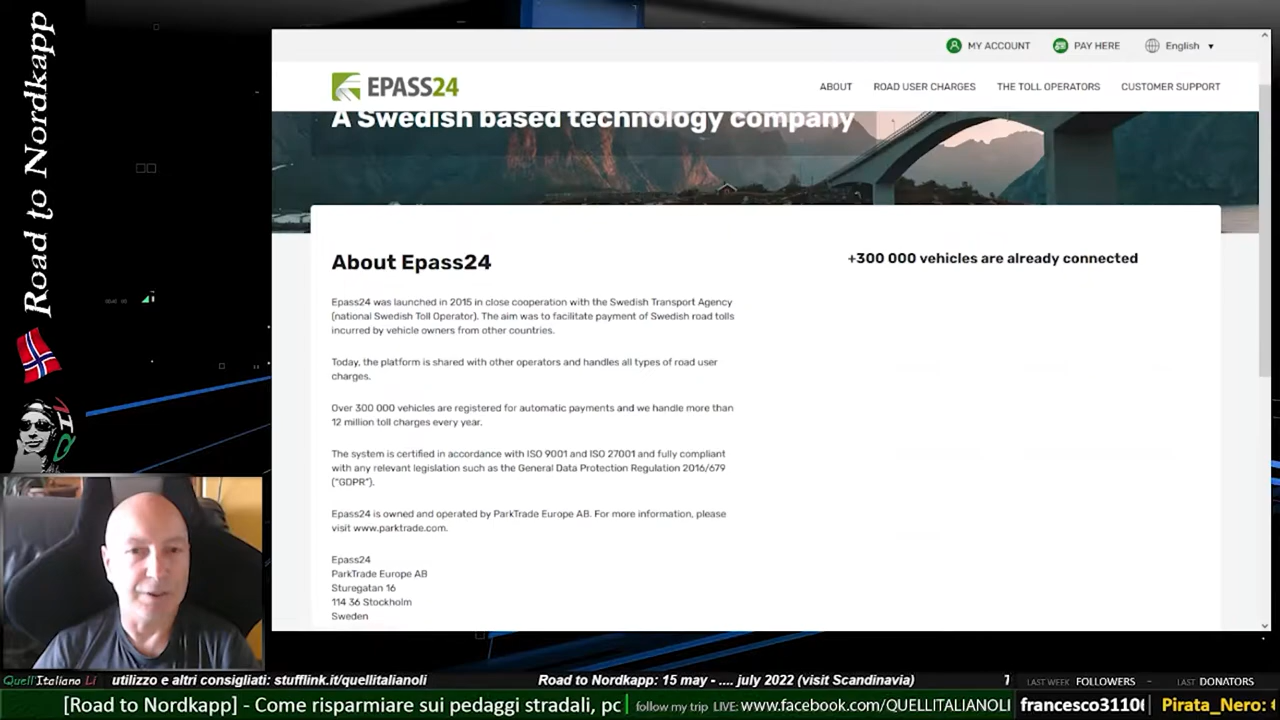 Road to Nordkapp
MY ACCOUNT
PAY HERE
English
EPASS24
ABOUT
ROAD USER CHARGES
THE TOLL OPERATORS
CUSTOMER SUPPORT
A Swedish based technology company
About Epass24
+300 000 vehicles are already connected
Epass24 was launched in 2015 in close cooperation with the Swedish Transport Agency
(national Swedish Toll Operator). The aim was to facilitate payment of Swedish road tolls
incurred by vehicle owners from other countries.
Today, the platform is shared with other operators and handles all types of road user
charges.
Over 300 000 vehicles are registered for automatic payments and we handle more than
12 million toll charges every year.
The system is certified in accordance with ISO 9001 and ISO 27001 and fully compliant
with any relevant legislation such as the General Data Protection Regulation 2016/679
("GDPR").
Epass24 is owned and operated by ParkTrade Europe AB. For more information, please
visit www.parktrade.com.
Epass24
ParkTrade Europe AB
Sturegatan 16
114 36 Stockholm
Sweden
QIL
Quell'Italiano Li
utilizzo e altri consigliati: stufflink.it/quellitalianoli
Road to Nordkapp: 15 may - .... july 2022 (visit Scandinavia)
LAST WEEK FOLLOWERS -
LAST DONATORS
[Road to Nordkapp] - Come risparmiare sui pedaggi stradali, pc
follow my trip LIVE: www.facebook.com/QUELLITALIANOLI
francesco3110
Pirata_Nero: